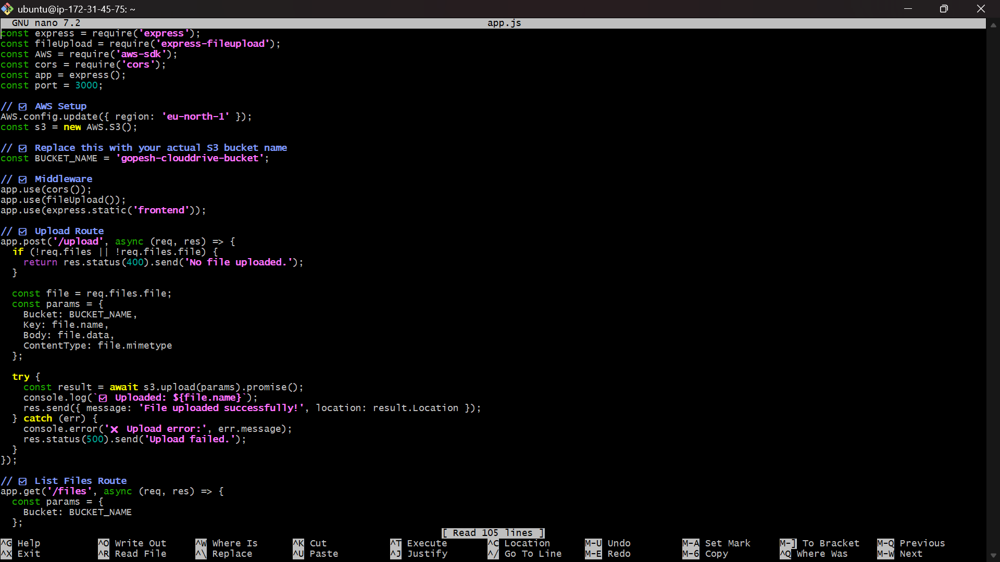 ubuntu@ip-172-31-45-75: ~
GNU nano 7.2 app.js
const express = require('express');
const fileUpload = require('express-fileupload');
const AWS = require('aws-sdk');
const cors = require('cors');
const app = express();
const port = 3000;
// ☑ AWS Setup
AWS.config.update({ region: 'eu-north-1' });
const s3 = new AWS.S3();
// ☑ Replace this with your actual S3 bucket name
const BUCKET_NAME = 'gopesh-clouddrive-bucket';
// ☑ Middleware
app.use(cors());
app.use(fileUpload());
app.use(express.static('frontend'));
// ☑ Upload Route
app.post('/upload', async (req, res) => {
  if (!req.files || !req.files.file) {
    return res.status(400).send('No file uploaded.');
  }
  const file = req.files.file;
  const params = {
    Bucket: BUCKET_NAME,
    Key: file.name,
    Body: file.data,
    ContentType: file.mimetype
  };
  try {
    const result = await s3.upload(params).promise();
    console.log(`☑ Uploaded: ${file.name}`);
    res.send({ message: 'File uploaded successfully!', location: result.Location });
  } catch (err) {
    console.error('❌ Upload error:', err.message);
    res.status(500).send('Upload failed.');
  }
});
// ☑ List Files Route
app.get('/files', async (req, res) => {
  const params = {
    Bucket: BUCKET_NAME
  };
[ Read 105 lines ]
^G Help ^O Write Out ^W Where Is ^K Cut ^T Execute ^C Location M-U Undo M-A Set Mark M-] To Bracket M-Q Previous
^X Exit ^R Read File ^\ Replace ^U Paste ^J Justify ^/ Go To Line M-E Redo M-6 Copy ^Q Where Was M-W Next